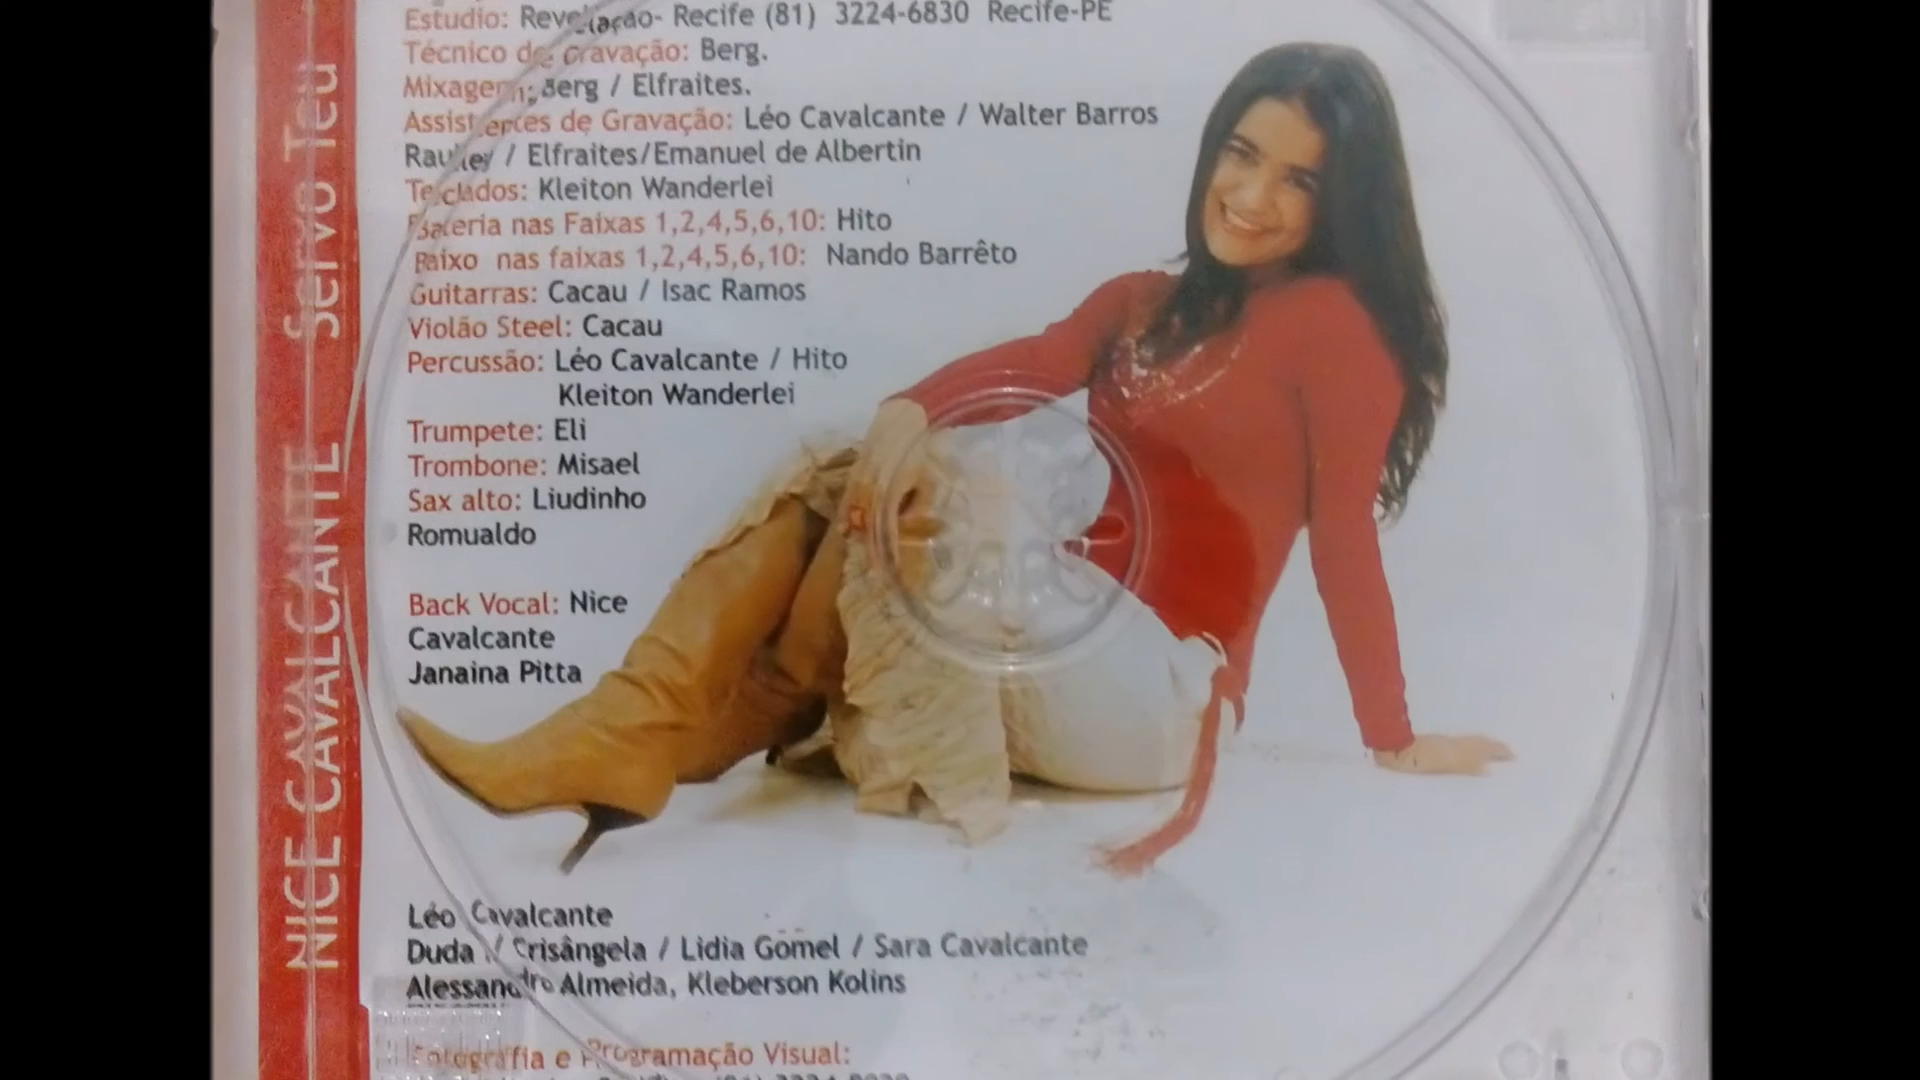 NICE CAVALCANTE Servo Teu
Estudio: Revelação- Recife (81) 3224-6830 Recife-PE
Técnico de Gravação: Berg.
Mixagem: Berg / Elfraites.
Assistentes de Gravação: Léo Cavalcante / Walter Barros
/ Elfraites/Emanuel de Albertin
Teclados: Kleiton Wanderlei
Bateria nas Faixas 1,2,4,5,6,10: Hito
Baixo nas faixas 1,2,4,5,6,10: Nando Barrêto
Guitarras: Cacau / Isac Ramos
Violão Steel: Cacau
Percussão: Léo Cavalcante / Hito
Kleiton Wanderlei
Trumpete: Eli
Trombone: Misael
Sax alto: Liudinho
Romualdo
Back Vocal: Nice
Cavalcante
Janaina Pitta
Léo Cavalcante
Duda / Crisângela / Lidia Gomel / Sara Cavalcante
Alessandro Almeida, Kleberson Kolins
Fotografia e Programação Visual: